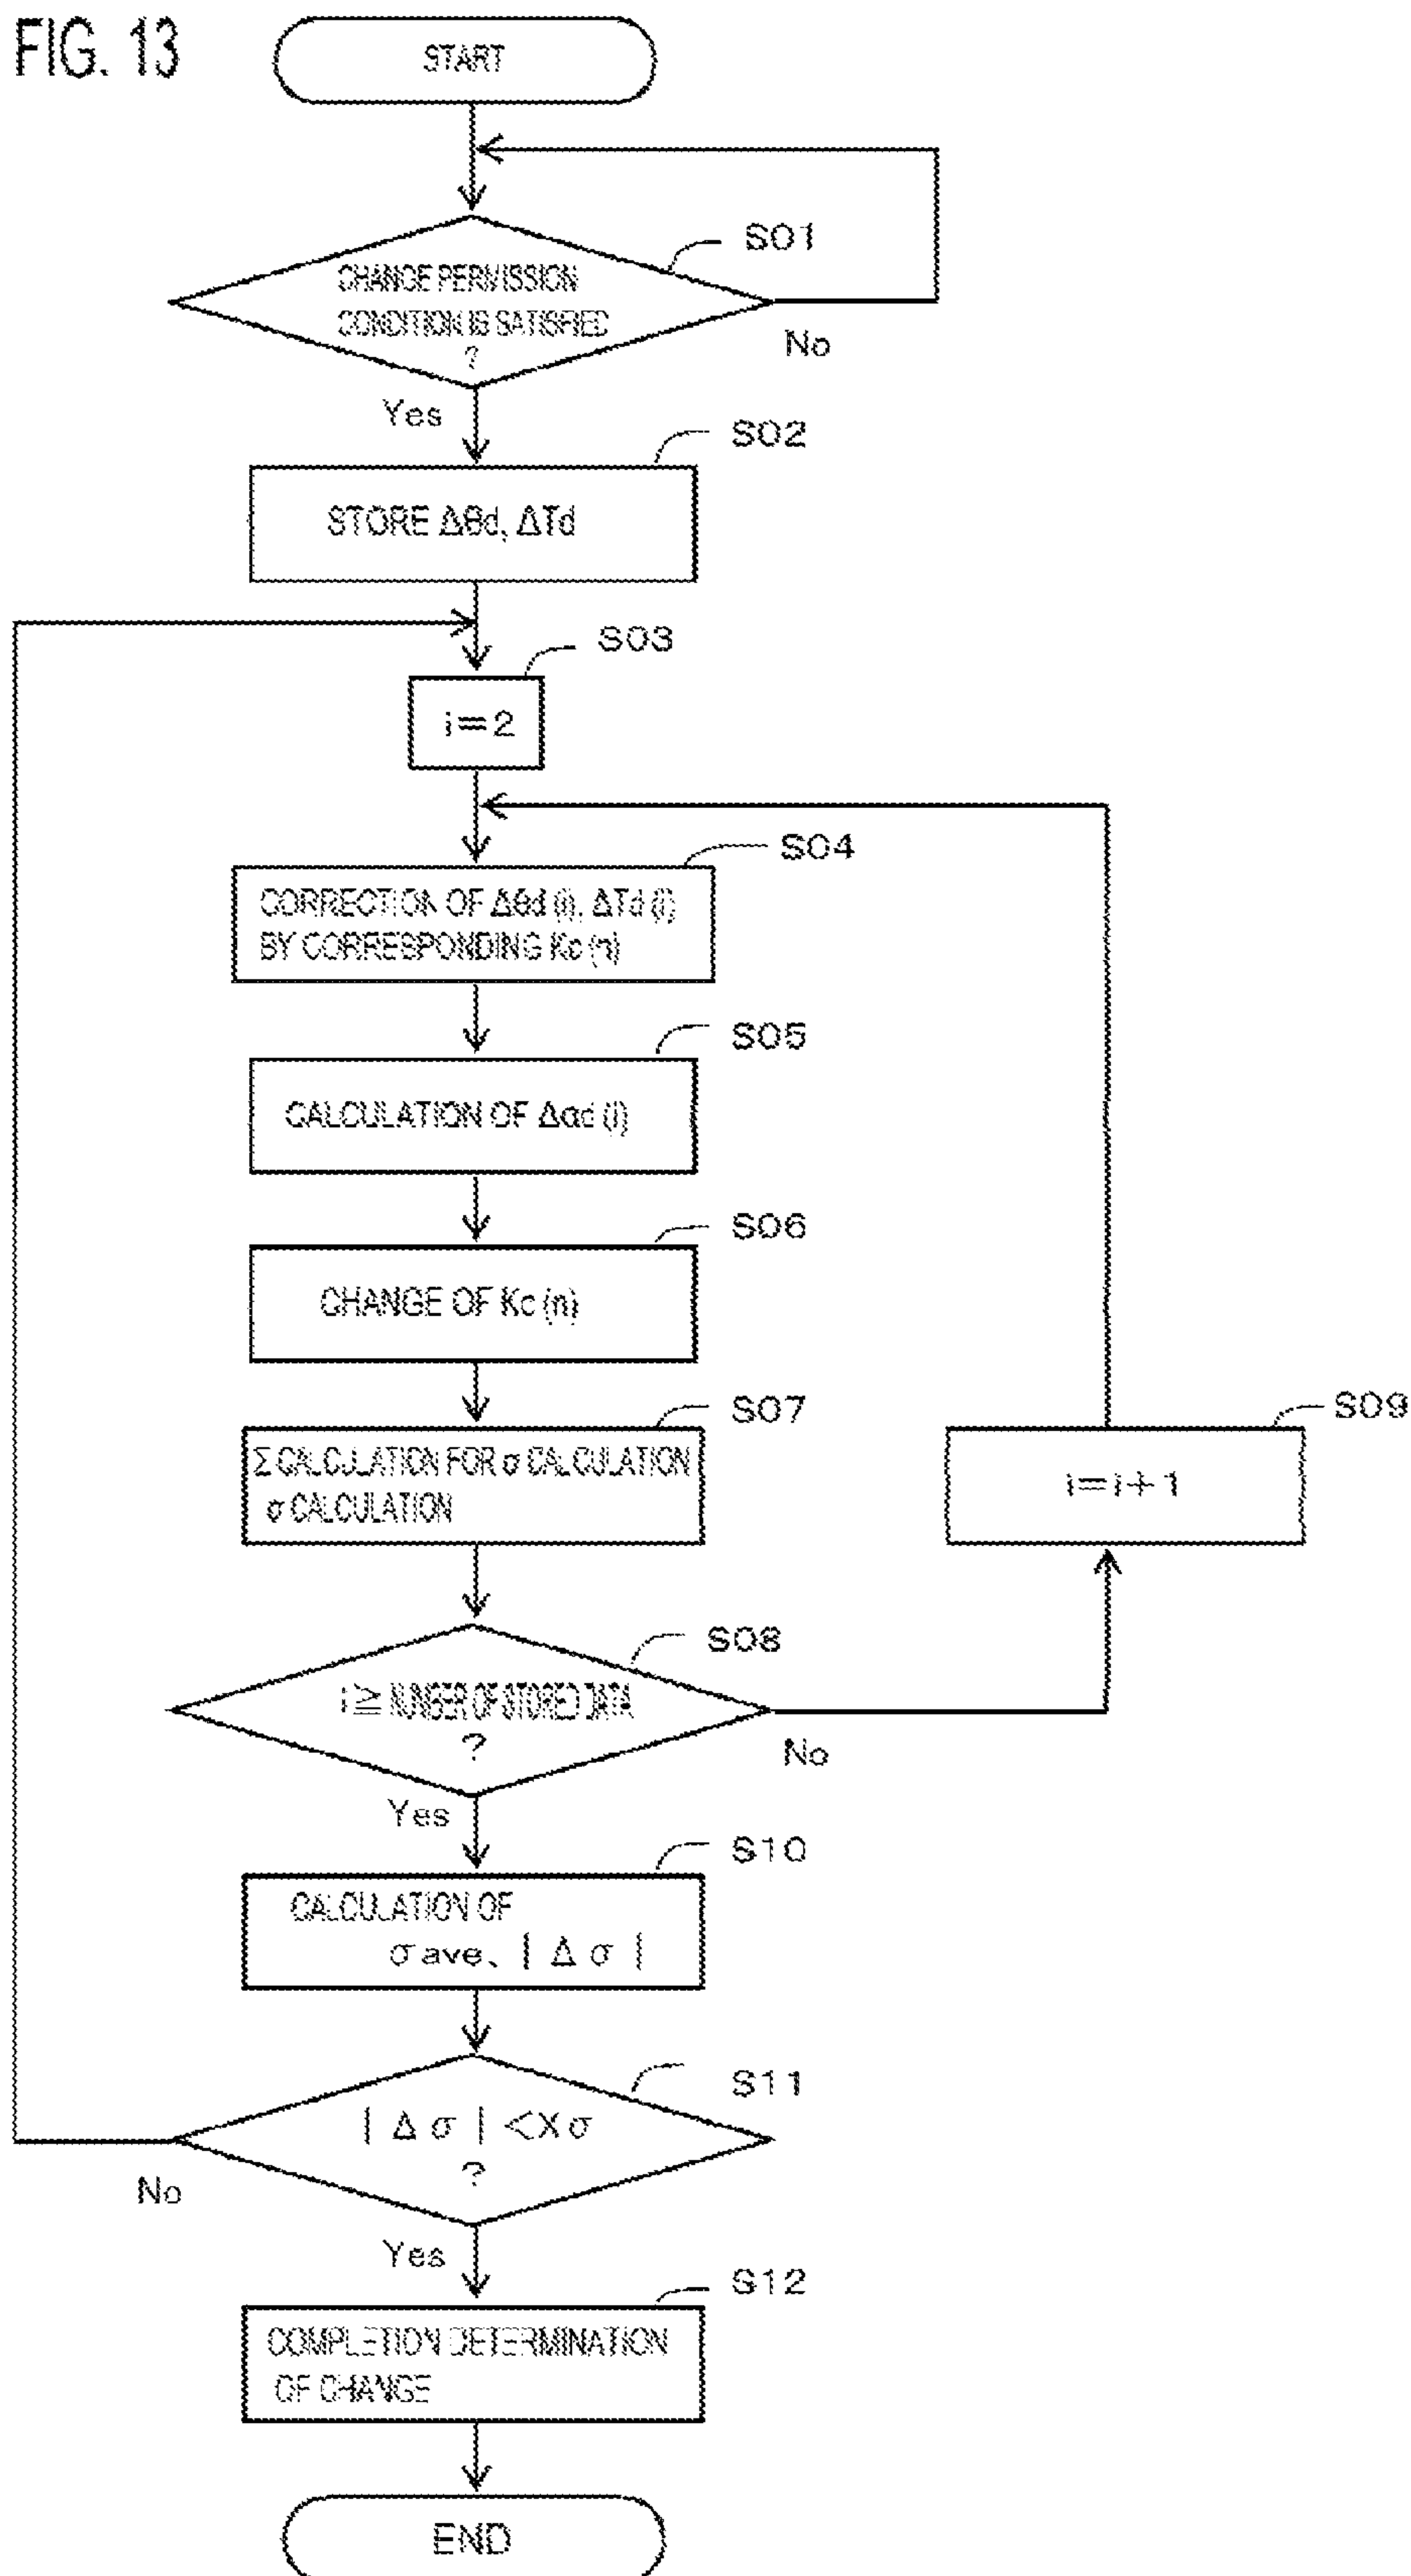 FIG. 13
START
S01
CHANGE PERMISSION
CONDITION IS SATISFIED
?
No
Yes
S02
STORE Δθd, ΔTd
S03
i=2
S04
CORRECTION OF Δθd (i), ΔTd (i)
BY CORRESPONDING Kc (n)
S05
CALCULATION OF Δαd (i)
S06
CHANGE OF Kc (n)
S07
Σ CALCULATION FOR σ CALCULATION
σ CALCULATION
S09
i=i+1
S08
i≧ NUNBER OF STORED DATA
?
No
Yes
S10
CALCULATION OF
σave、| Δ σ |
S11
| Δ σ | <Xσ
?
No
Yes
S12
COMPLETION DETERMINATION
OF CHANGE
END